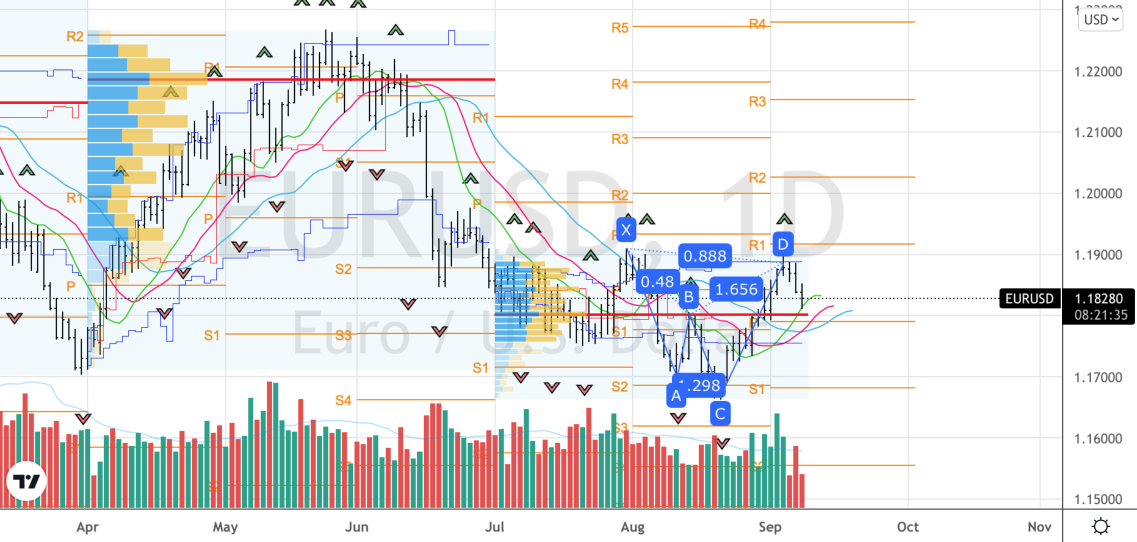 USD
1.22000
1.21000
1.20000
1.19000
EURUSD 1.18280
08:21:35
1.17000
1.16000
1.15000
EURUSD, 1D
Euro / U.S. Dollar
R2
R1
P
R1
P
S1
R1
P
S1
S2
S3
S4
R1
P
S1
R5
R4
R3
R2
R1
S1
S2
S3
R4
R3
R2
R1
S1
S2
X
0.888
D
0.48
1.656
B
1.298
A
C
Apr
May
Jun
Jul
Aug
Sep
Oct
Nov